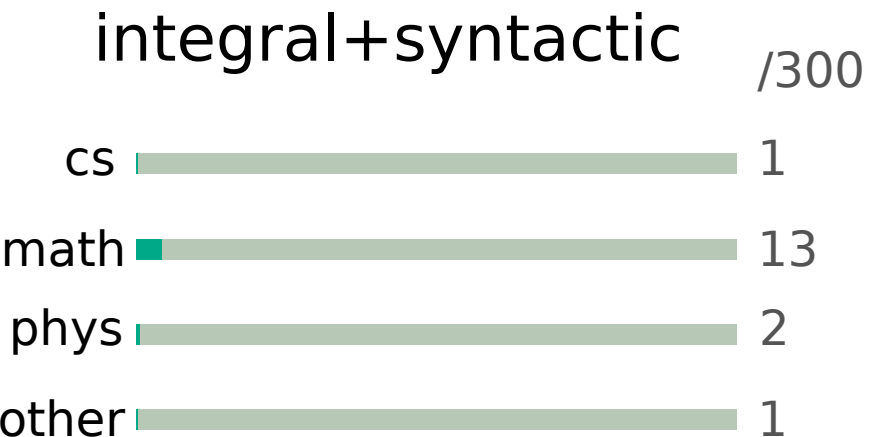 integral+syntactic
/300
cs 1
math 13
phys 2
other 1